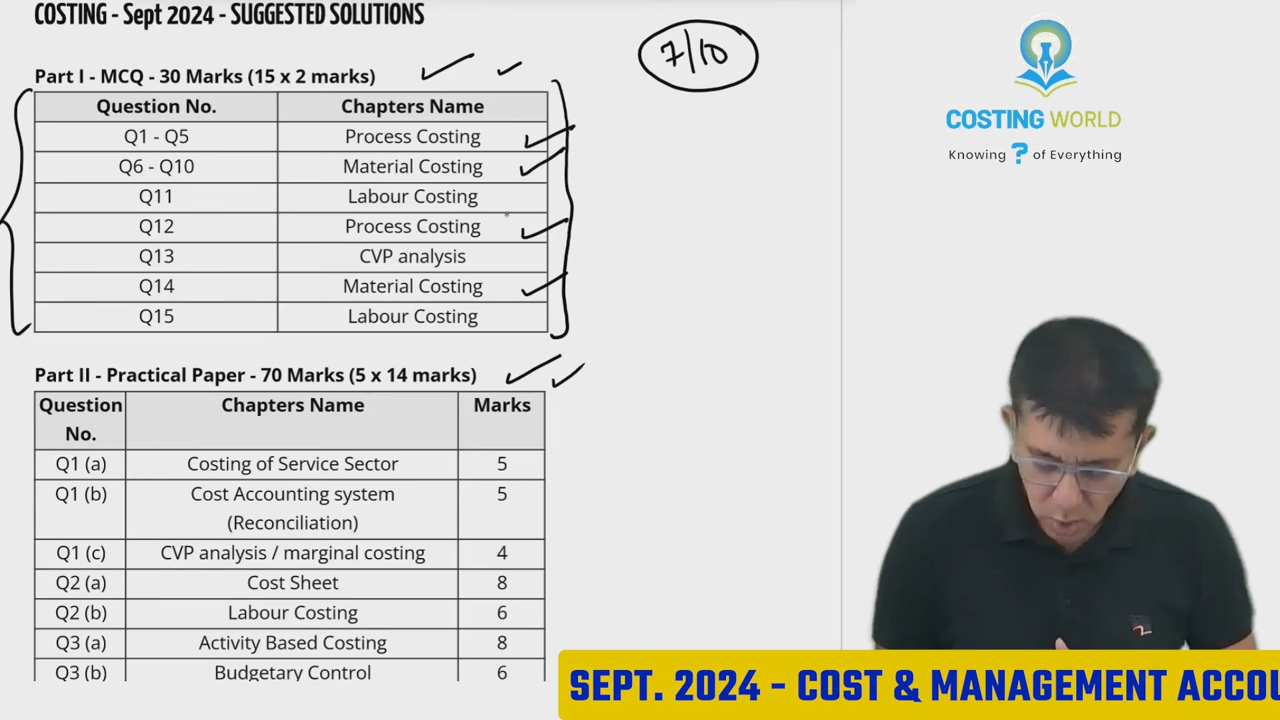 COSTING - Sept 2024 - SUGGESTED SOLUTIONS
7/10
Part I - MCQ - 30 Marks (15 x 2 marks)
Question No. Chapters Name
Q1 - Q5 Process Costing
Q6 - Q10 Material Costing
Q11 Labour Costing
Q12 Process Costing
Q13 CVP analysis
Q14 Material Costing
Q15 Labour Costing
COSTING WORLD
Knowing ? of Everything
Part II - Practical Paper - 70 Marks (5 x 14 marks)
Question No. Chapters Name Marks
Q1 (a) Costing of Service Sector 5
Q1 (b) Cost Accounting system (Reconciliation) 5
Q1 (c) CVP analysis / marginal costing 4
Q2 (a) Cost Sheet 8
Q2 (b) Labour Costing 6
Q3 (a) Activity Based Costing 8
Q3 (b) Budgetary Control 6
SEPT. 2024 - COST & MANAGEMENT ACCOU